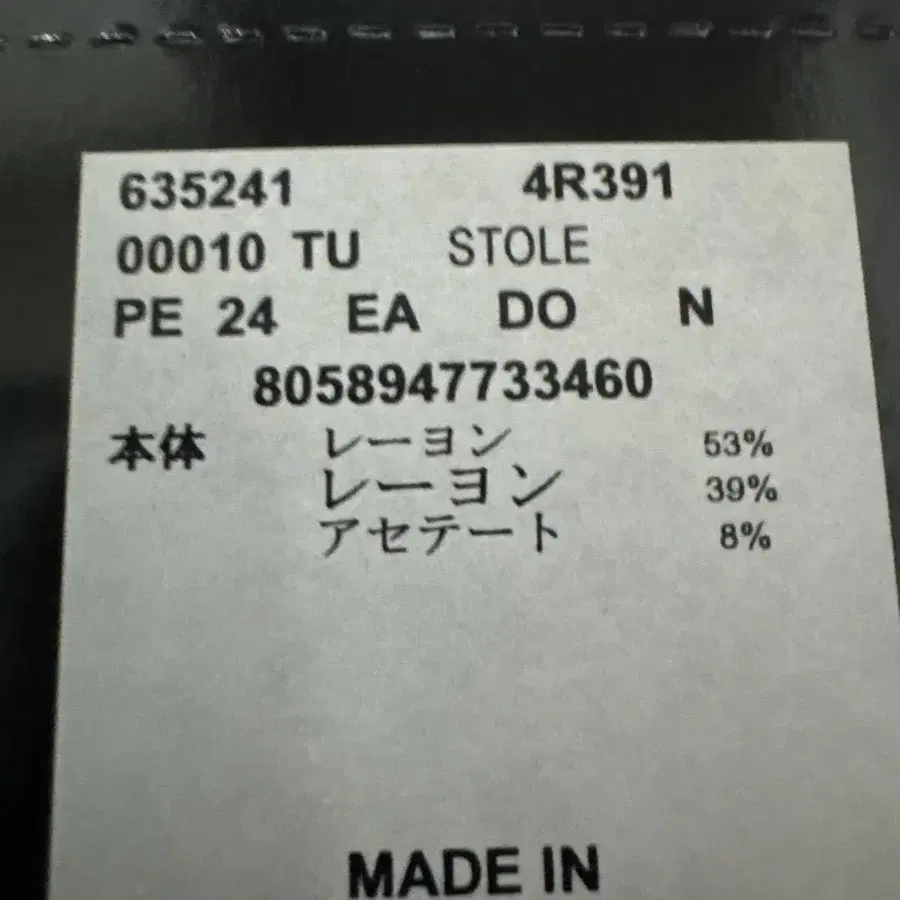 635241 4R391
00010 TU STOLE
PE 24 EA DO N
8058947733460
本体 レーヨン 53%
レーヨン 39%
アセテート 8%
MADE IN